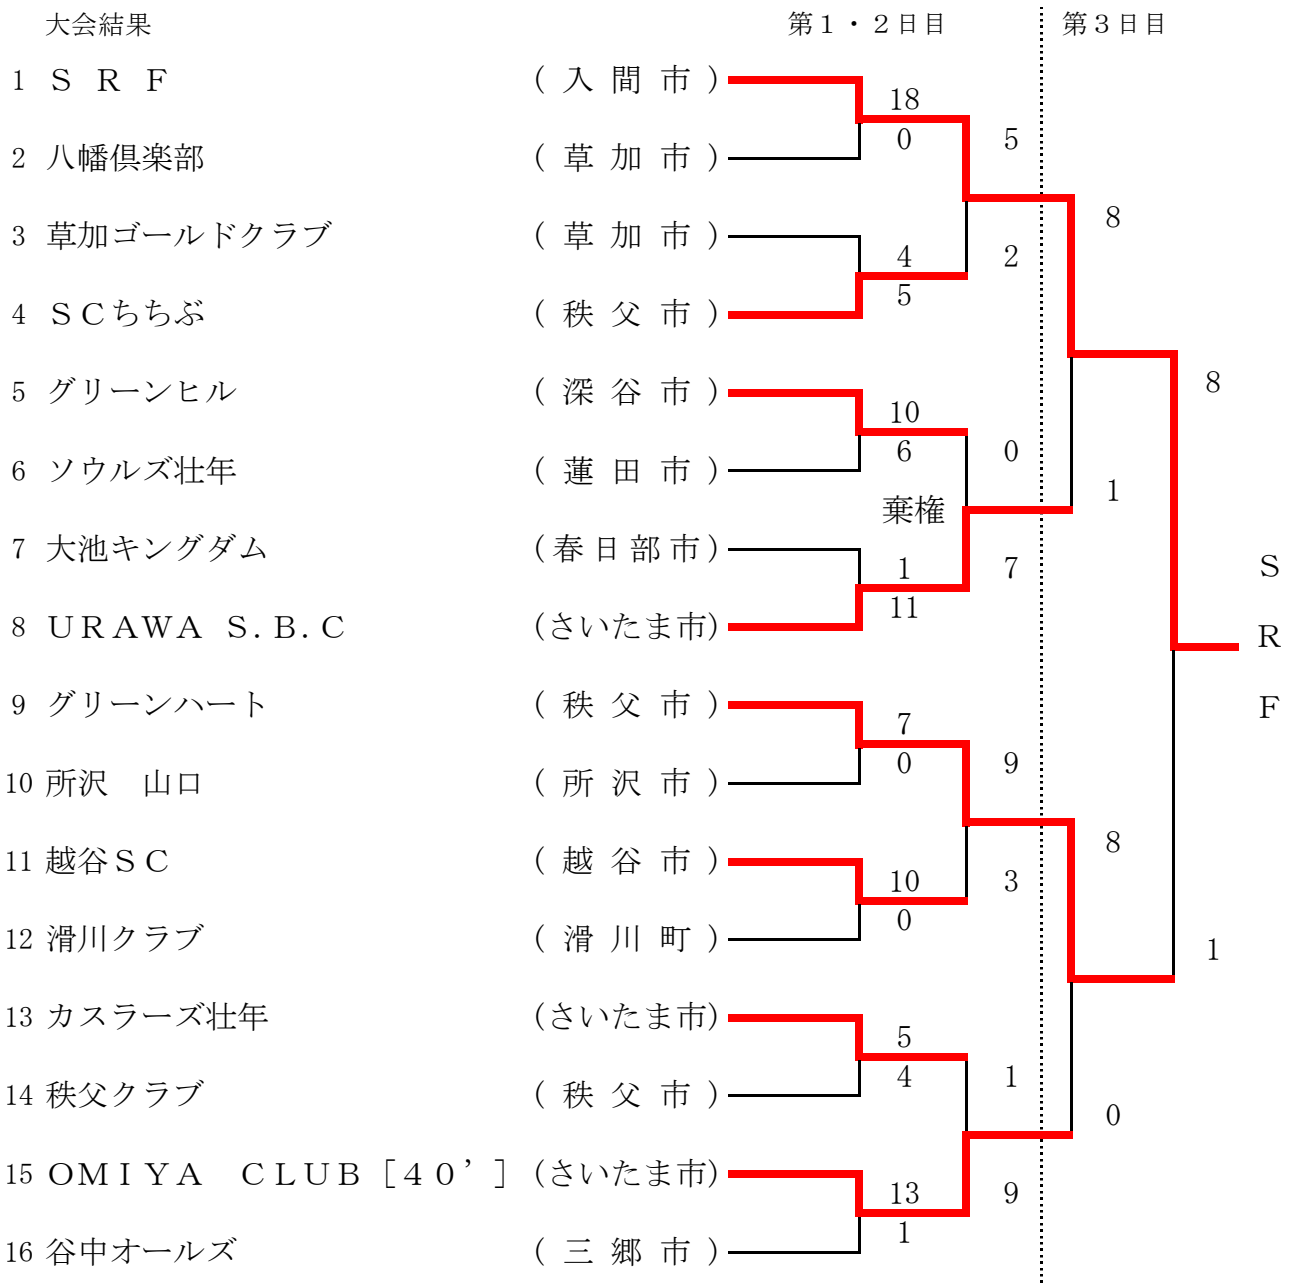 大会結果 第１・２日目 第３日目
1 ＳＲＦ (入間市)
18
0
5
2 八幡倶楽部 (草加市)
8
3 草加ゴールドクラブ (草加市)
4
5
2
4 ＳＣちちぶ (秩父市)
8
5 グリーンヒル (深谷市)
10
6
0
6 ソウルズ壮年 (蓮田市)
1
棄権
7 大池キングダム (春日部市)
1
11
7
8 ＵＲＡＷＡ Ｓ.Ｂ.Ｃ (さいたま市)
Ｓ
Ｒ
Ｆ
9 グリーンハート (秩父市)
7
0
9
10 所沢　山口 (所沢市)
8
11 越谷ＳＣ (越谷市)
10
0
3
12 滑川クラブ (滑川町)
1
13 カスラーズ壮年 (さいたま市)
5
4
1
14 秩父クラブ (秩父市)
0
15 ＯＭＩＹＡ　ＣＬＵＢ［４０’］ (さいたま市)
13
1
9
16 谷中オールズ (三郷市)